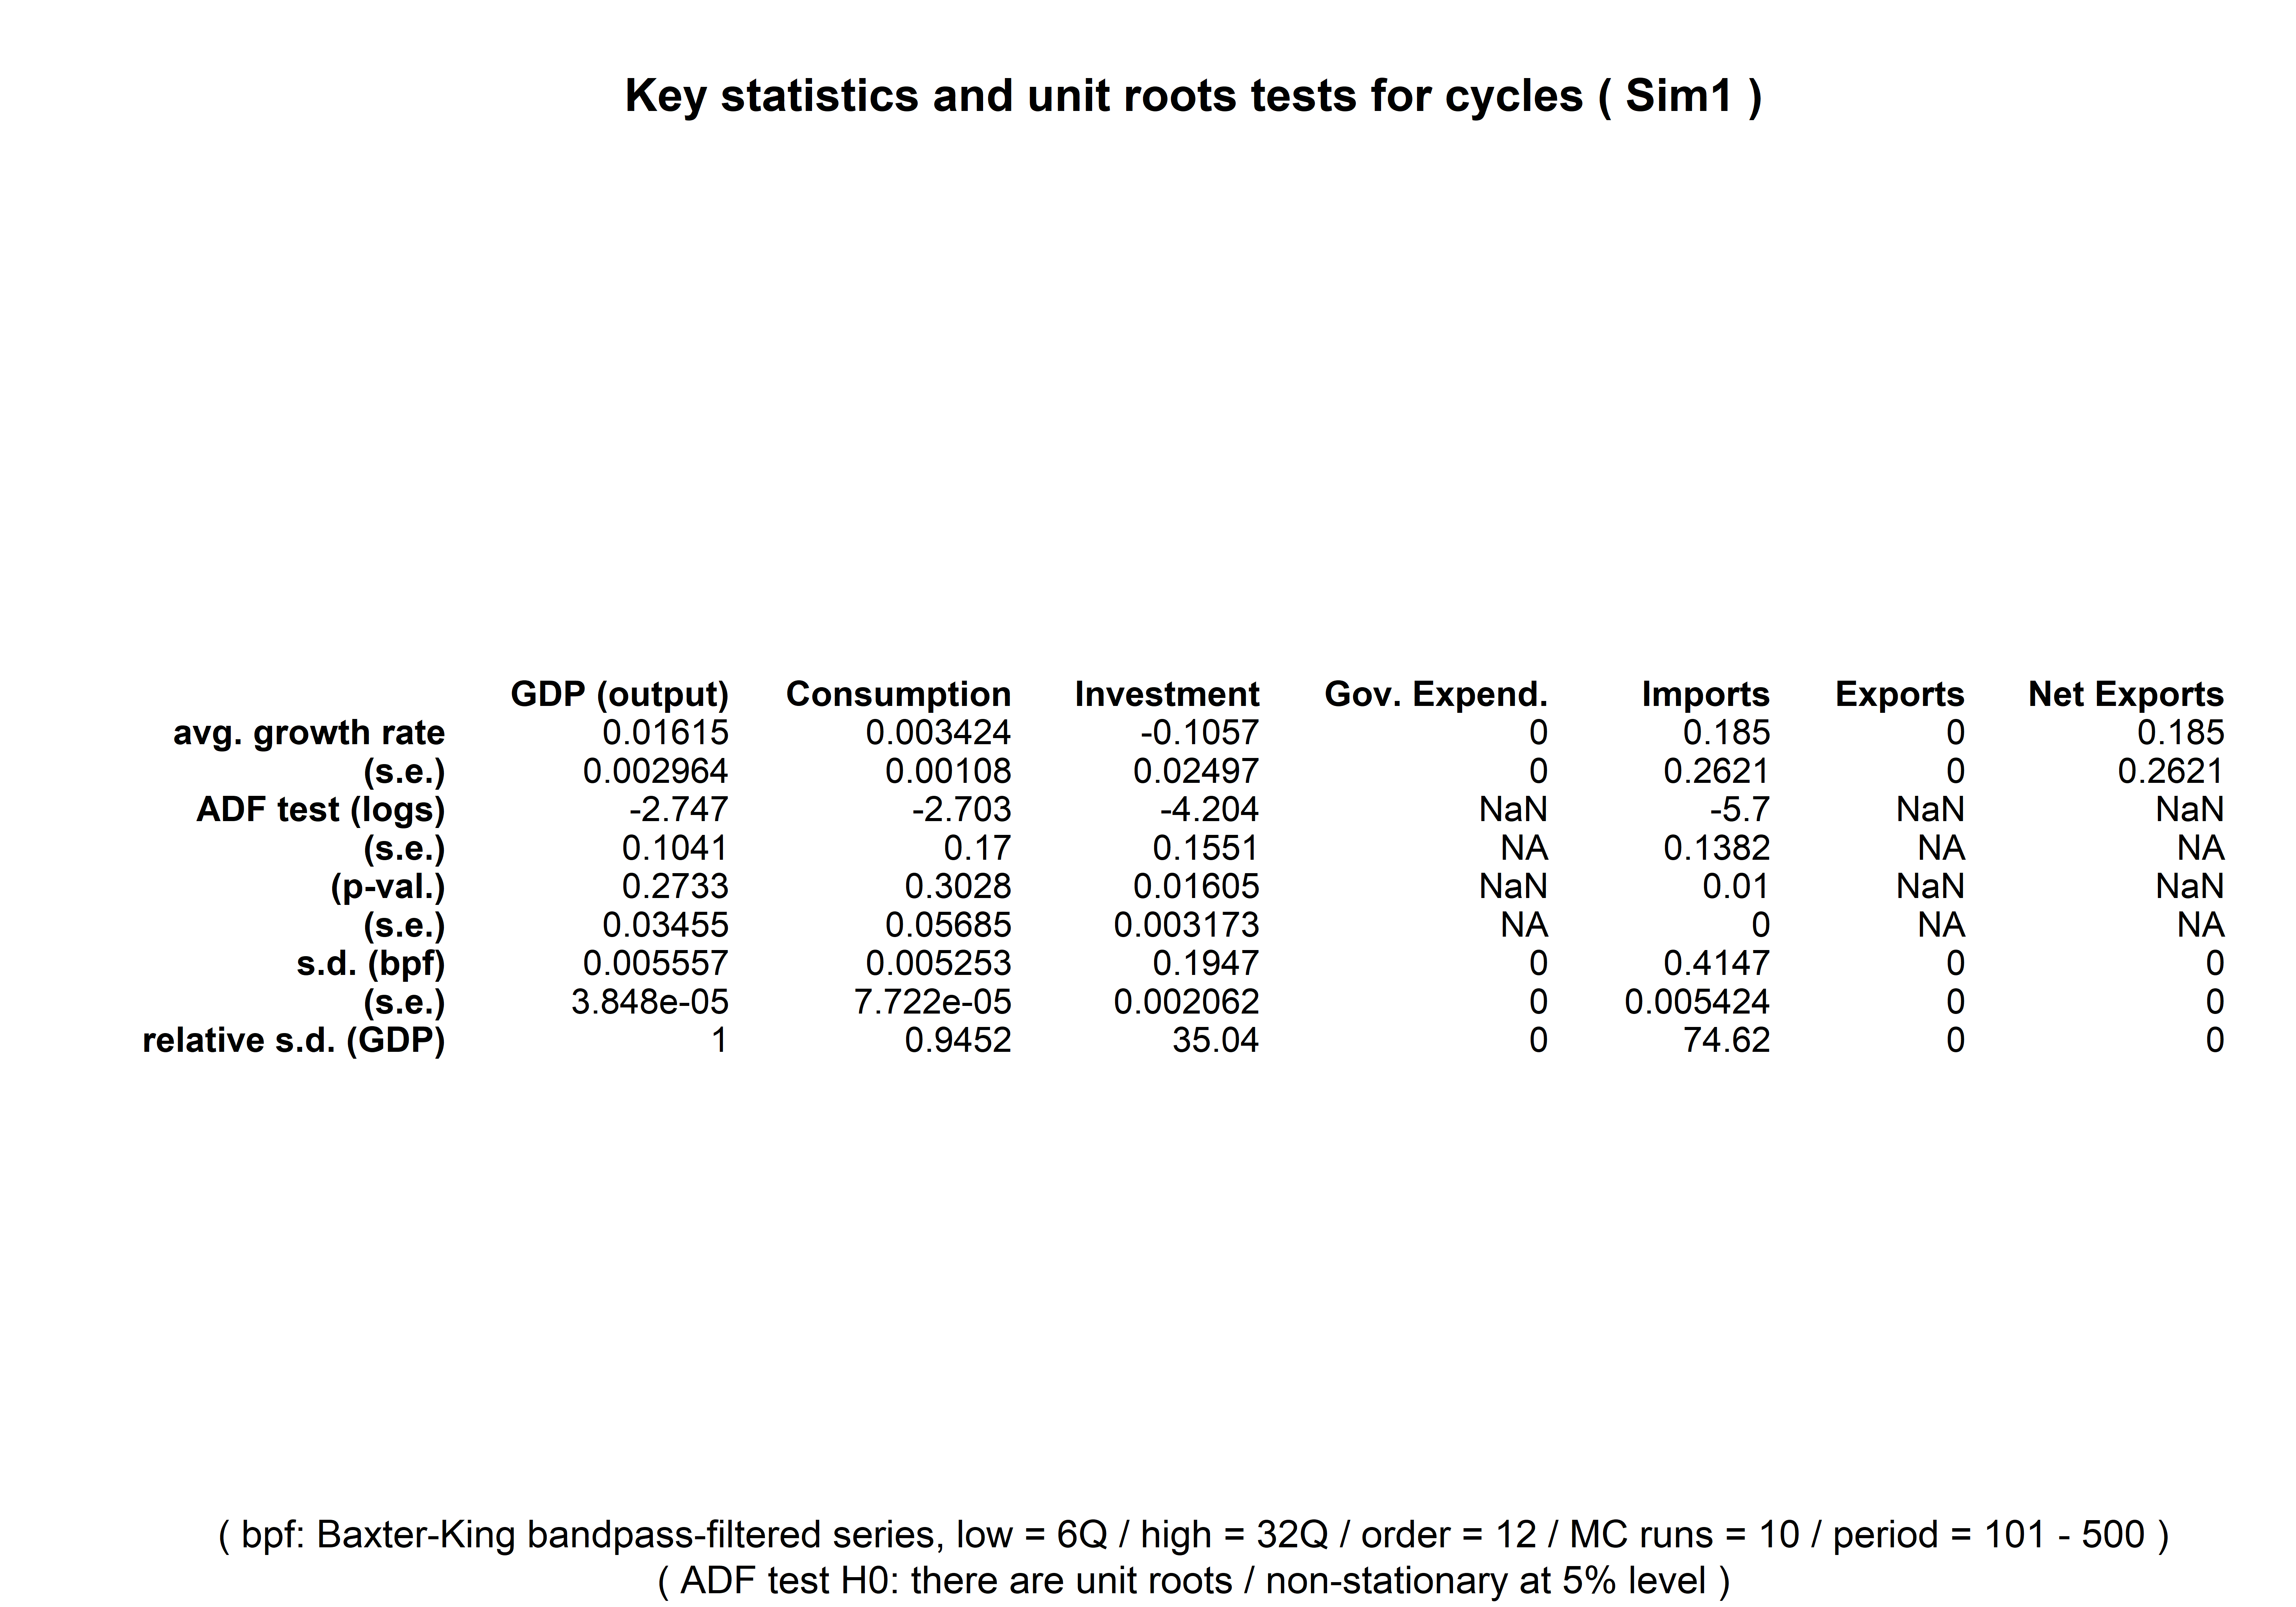 Key statistics and unit roots tests for cycles ( Sim1 )
GDP (output) Consumption Investment Gov. Expend. Imports Exports Net Exports
avg. growth rate 0.01615 0.003424 -0.1057 0 0.185 0 0.185
(s.e.) 0.002964 0.00108 0.02497 0 0.2621 0 0.2621
ADF test (logs) -2.747 -2.703 -4.204 NaN -5.7 NaN NaN
(s.e.) 0.1041 0.17 0.1551 NA 0.1382 NA NA
(p-val.) 0.2733 0.3028 0.01605 NaN 0.01 NaN NaN
(s.e.) 0.03455 0.05685 0.003173 NA 0 NA NA
s.d. (bpf) 0.005557 0.005253 0.1947 0 0.4147 0 0
(s.e.) 3.848e-05 7.722e-05 0.002062 0 0.005424 0 0
relative s.d. (GDP) 1 0.9452 35.04 0 74.62 0 0
( bpf: Baxter-King bandpass-filtered series, low = 6Q / high = 32Q / order = 12 / MC runs = 10 / period = 101 - 500 )
( ADF test H0: there are unit roots / non-stationary at 5% level )